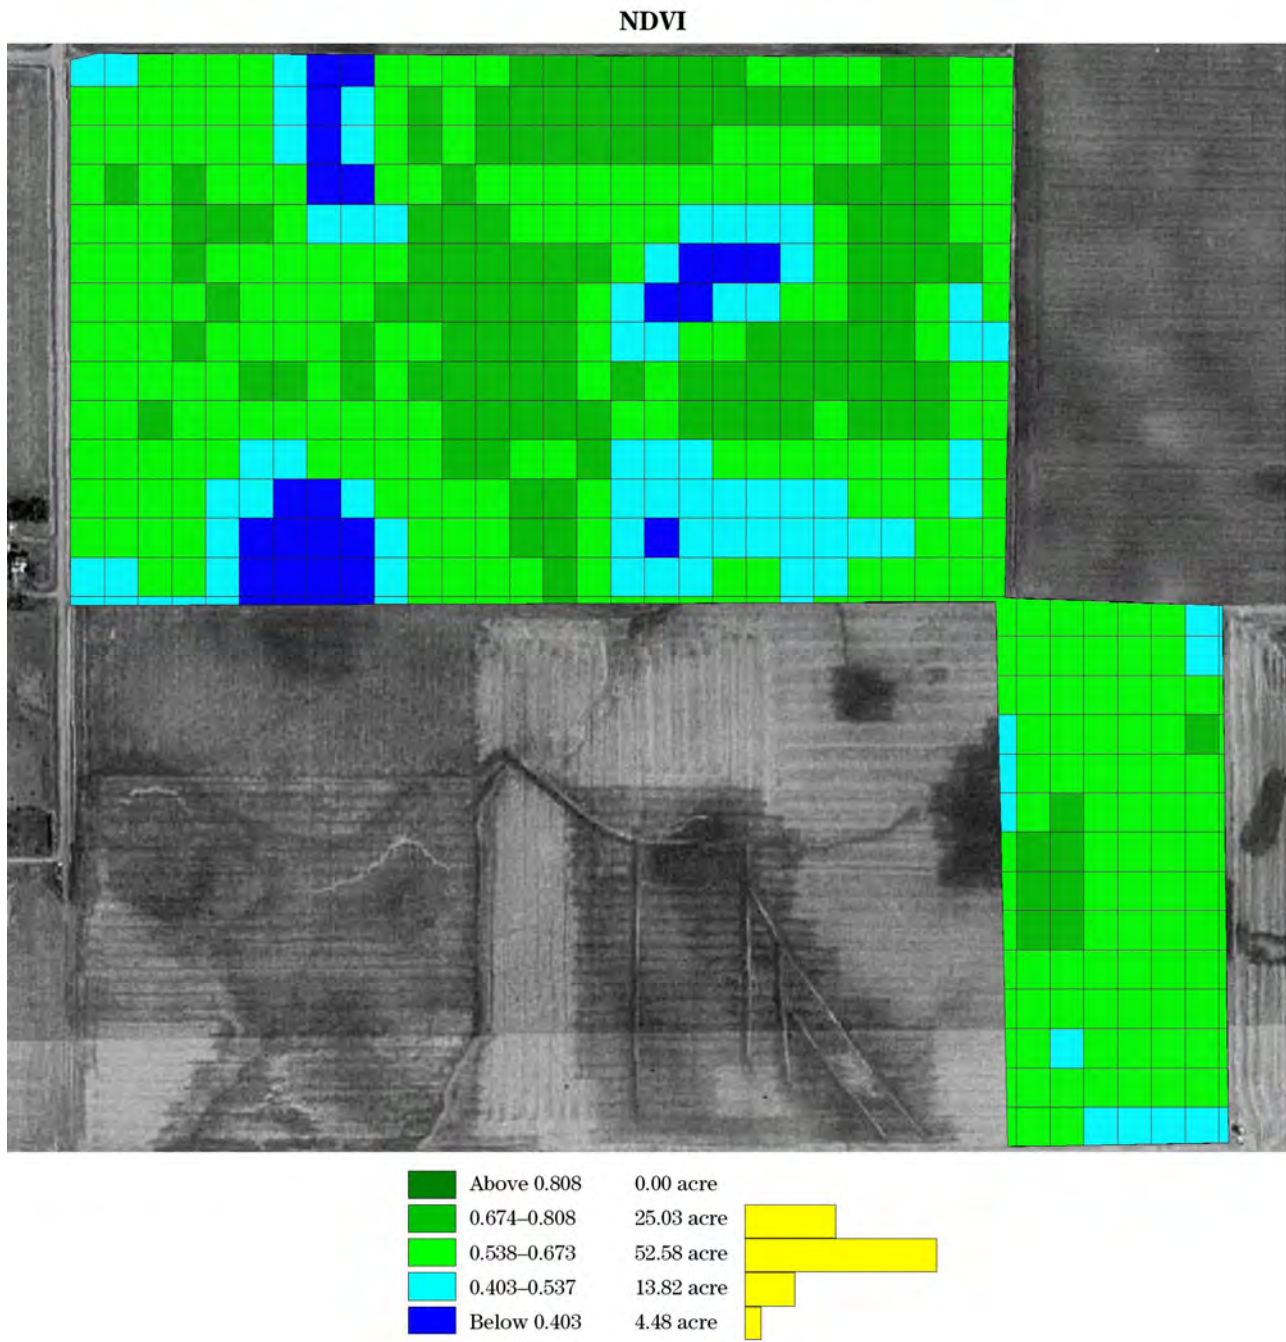 NDVI
Above 0.808 0.00 acre
0.674–0.808 25.03 acre
0.538–0.673 52.58 acre
0.403–0.537 13.82 acre
Below 0.403 4.48 acre